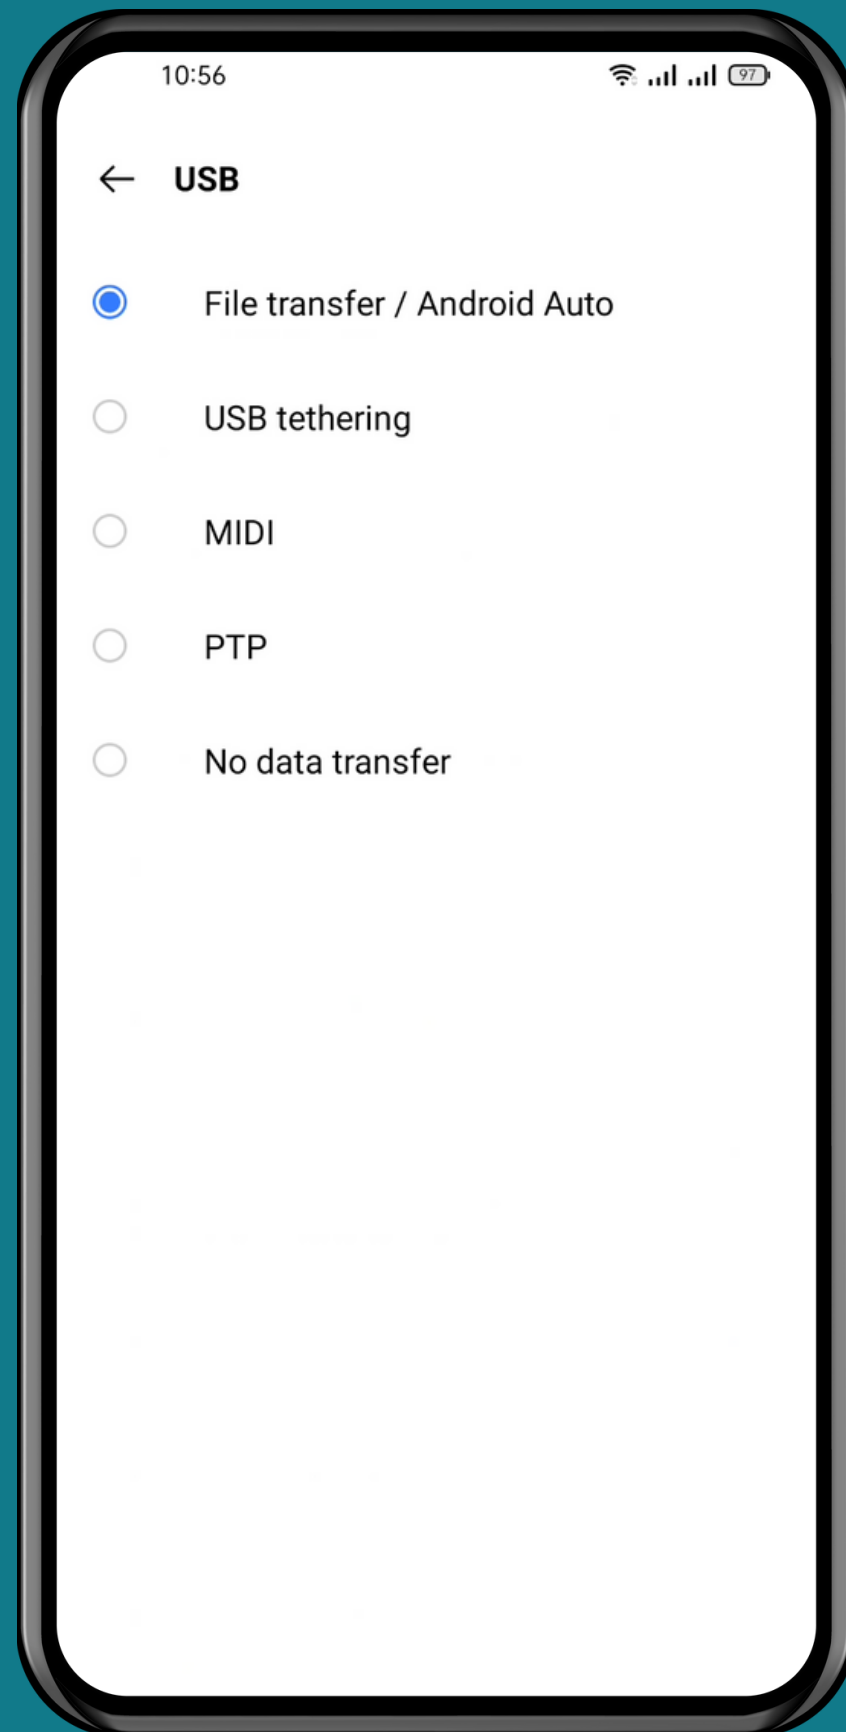 10:56 97
USB
File transfer / Android Auto
USB tethering
MIDI
PTP
No data transfer